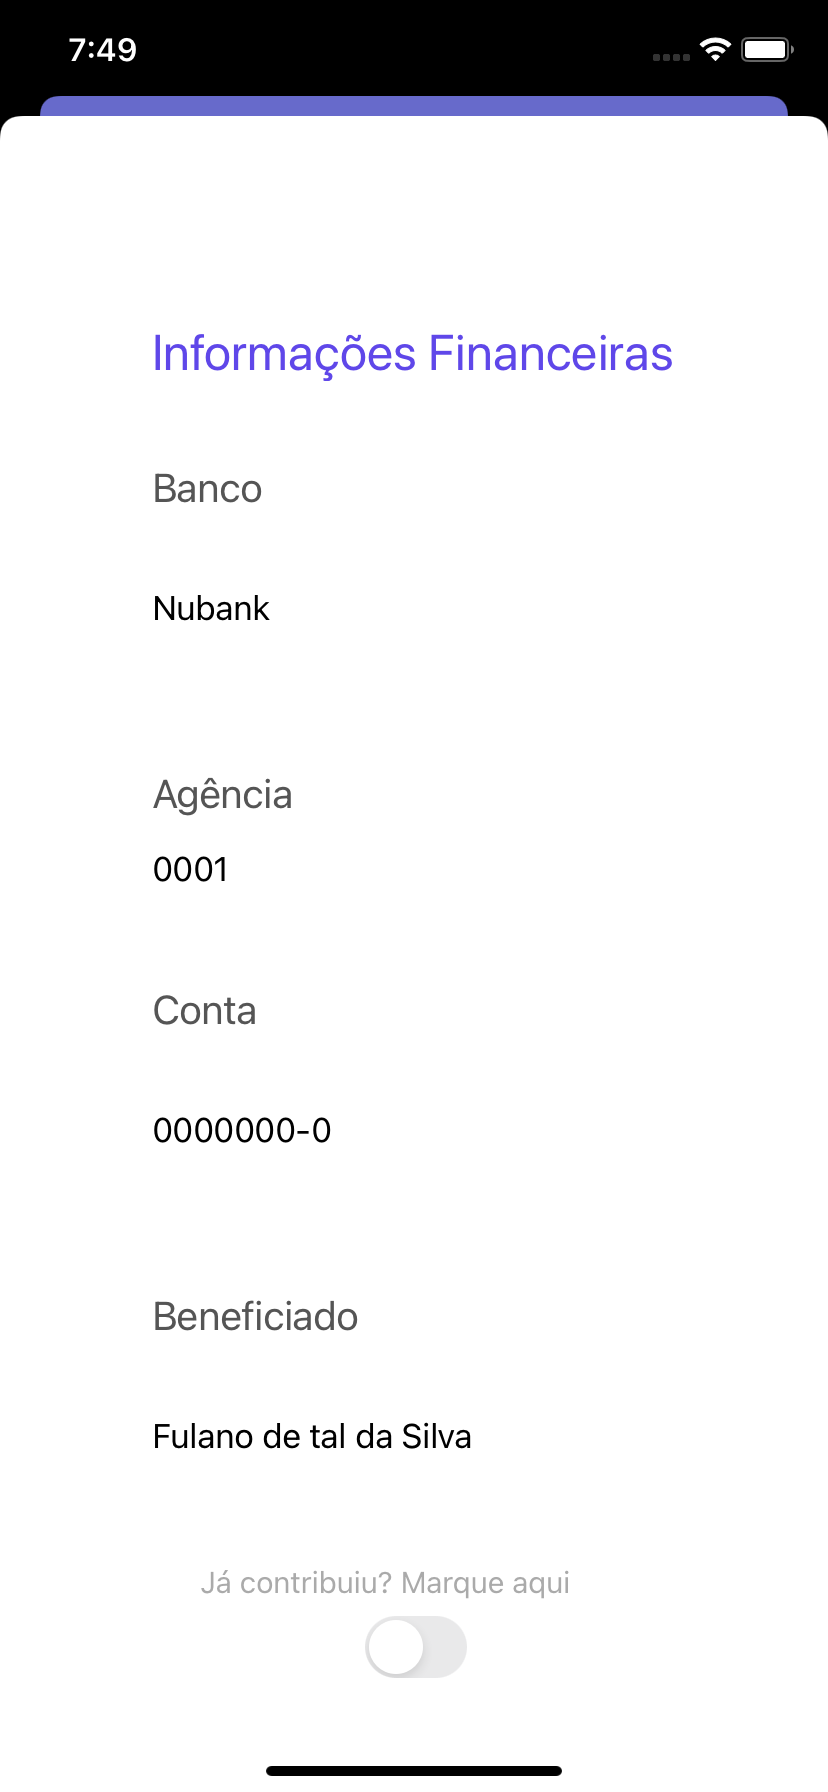 7:49
Informações Financeiras
Banco
Nubank
Agência
0001
Conta
0000000-0
Beneficiado
Fulano de tal da Silva
Já contribuiu? Marque aqui